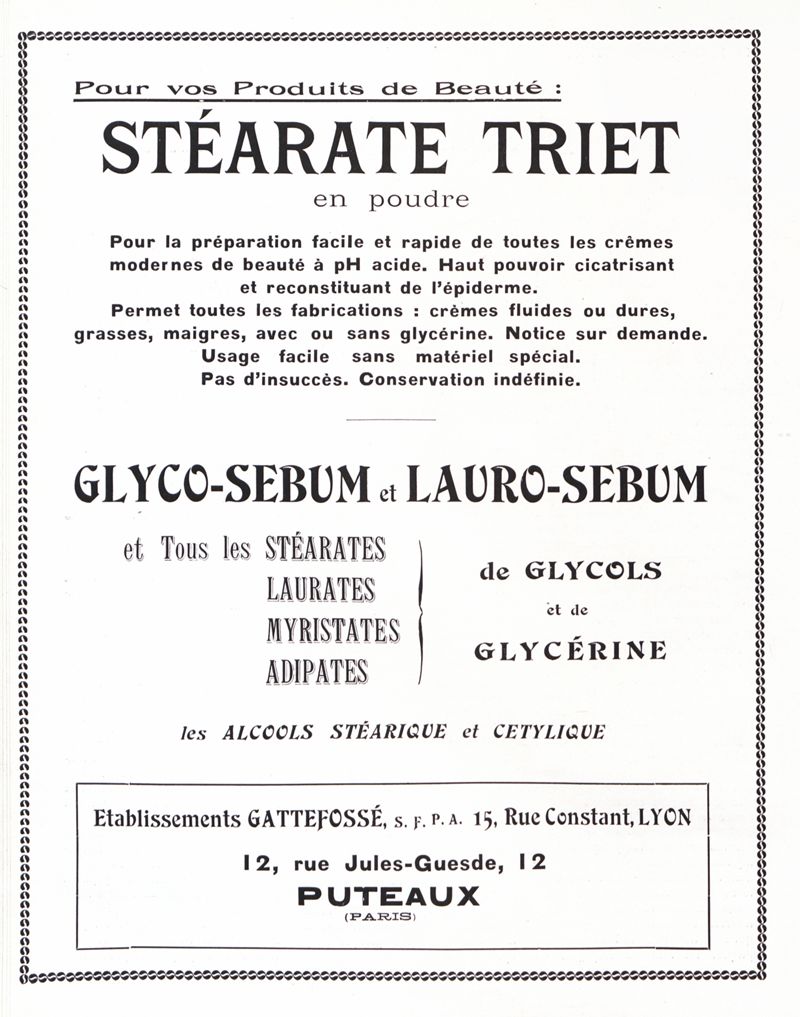 Pour vos Produits de Beauté :
STÉARATE TRIET
en poudre
Pour la préparation facile et rapide de toutes les crêmes
modernes de beauté à pH acide. Haut pouvoir cicatrisant
et reconstituant de l'épiderme.
Permet toutes les fabrications : crèmes fluides ou dures,
grasses, maigres, avec ou sans glycérine. Notice sur demande.
Usage facile sans matériel spécial.
Pas d'insuccès. Conservation indéfinie.
GLYCO-SEBUM et LAURO-SEBUM
et Tous les STÉARATES
LAURATES
MYRISTATES
ADIPATES
de GLYCOLS
et de
GLYCÉRINE
les ALCOOLS STÉARIQUE et CETYLIQUE
Etablissements GATTEFOSSÉ, S. F. P. A. 15, Rue Constant, LYON
12, rue Jules-Guesde, 12
PUTEAUX
(PARIS)